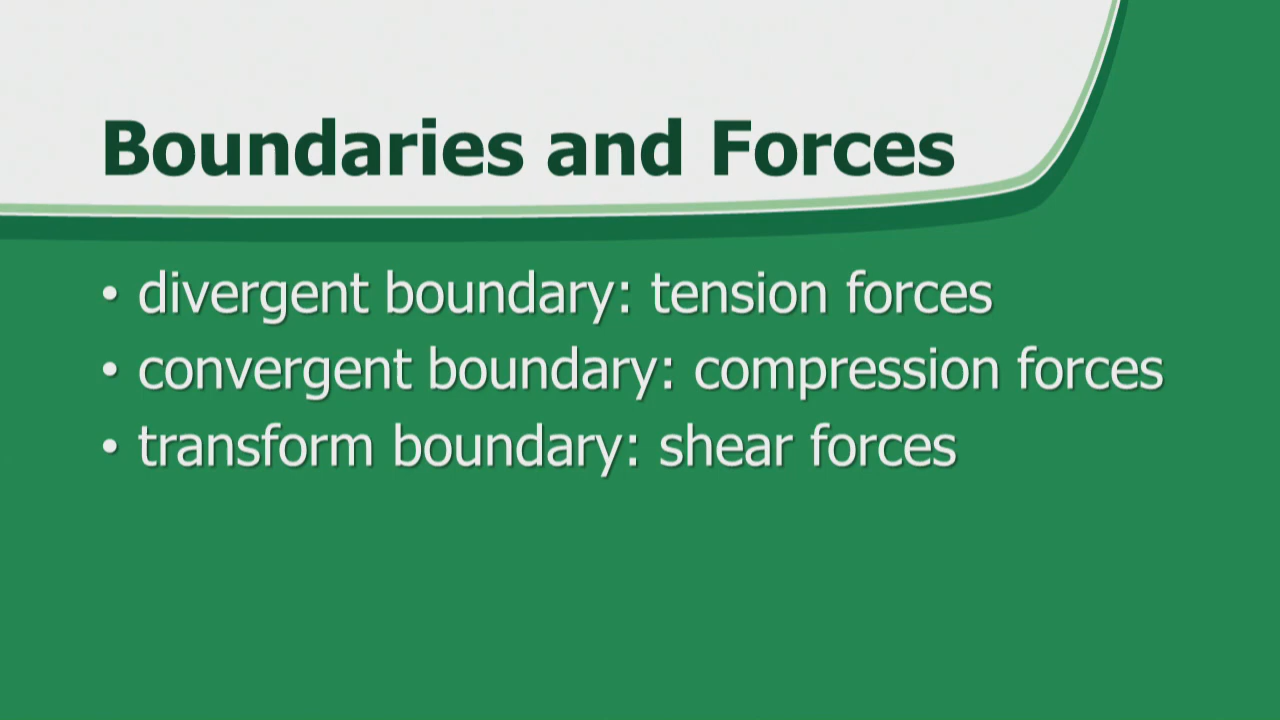 Boundaries and Forces
• divergent boundary: tension forces
• convergent boundary: compression forces
• transform boundary: shear forces